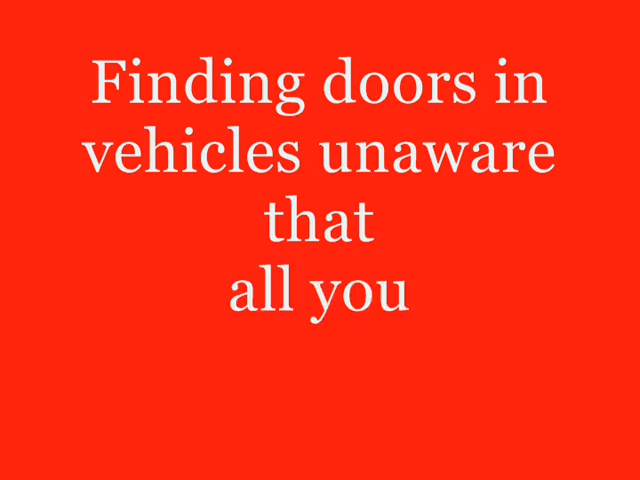 Finding doors in
vehicles unaware
that
all you